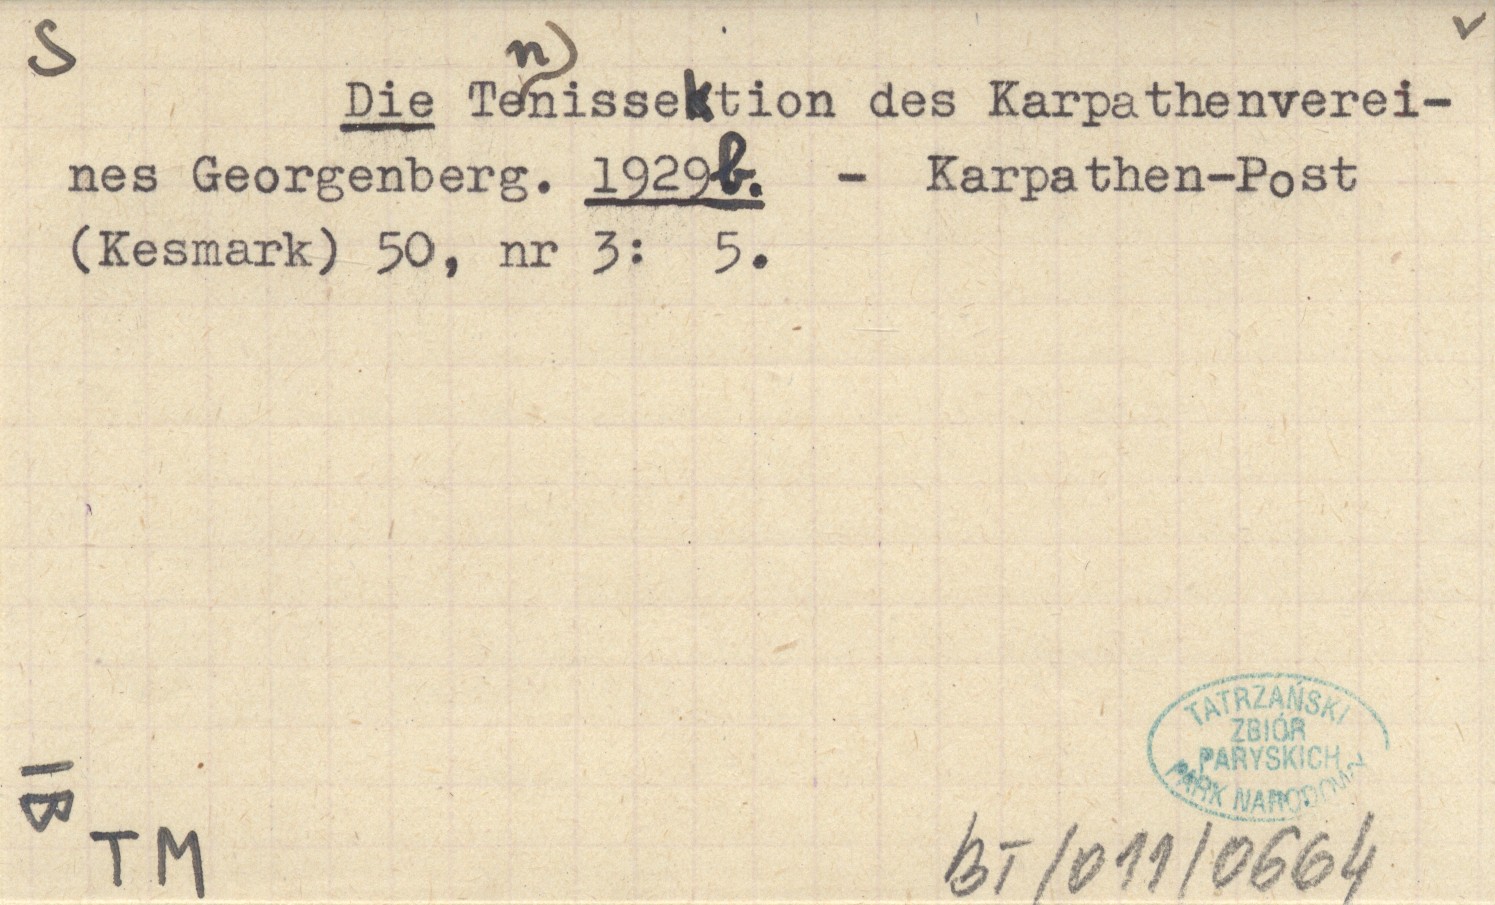 S
v
n
Die Tenissektion des Karpathenverei-
nes Georgenberg. 1929b. - Karpathen-Post
(Kesmark) 50, nr 3: 5.
TATRZAŃSKI
ZBIÓR
PARYSKICH
PARK NARODOWY
IB
TM
BT/011/0664